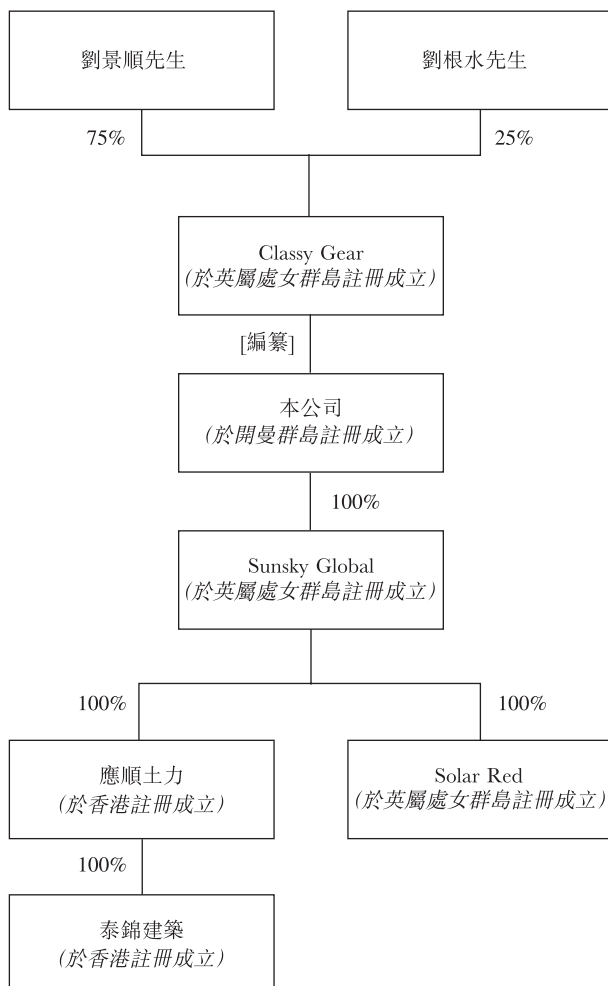 劉景順先生
劉根水先生
75%
25%
Classy Gear
(於英屬處女群島註冊成立)
[編纂]
本公司
(於開曼群島註冊成立)
100%
Sunsky Global
(於英屬處女群島註冊成立)
100%
100%
應順土力
(於香港註冊成立)
Solar Red
(於英屬處女群島註冊成立)
100%
泰錦建築
(於香港註冊成立)